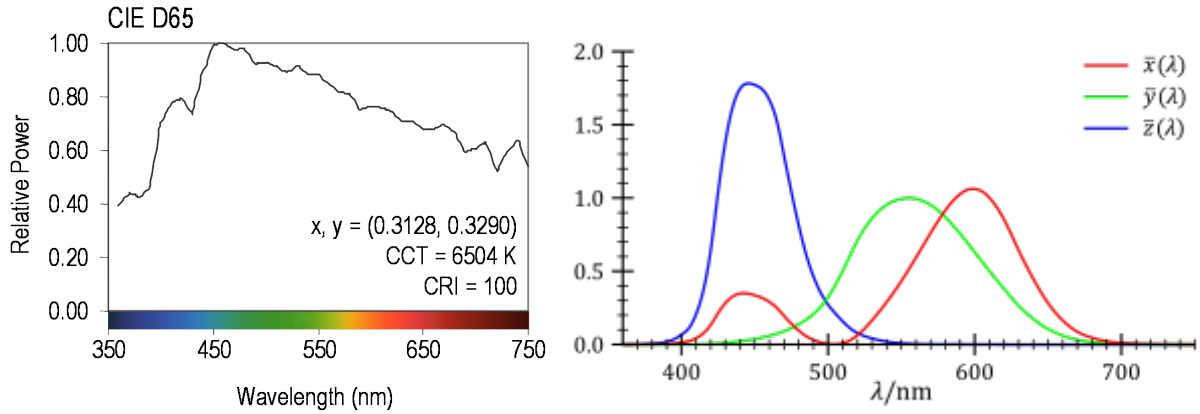 CIE D65
1.00
0.80
0.60
0.40
0.20
0.00
Relative Power
x, y = (0.3128, 0.3290)
CCT = 6504 K
CRI = 100
350 450 550 650 750
Wavelength (nm)
2.0
1.5
1.0
0.5
0.0
x̅(λ)
y̅(λ)
z̅(λ)
400 500 600 700
λ/nm